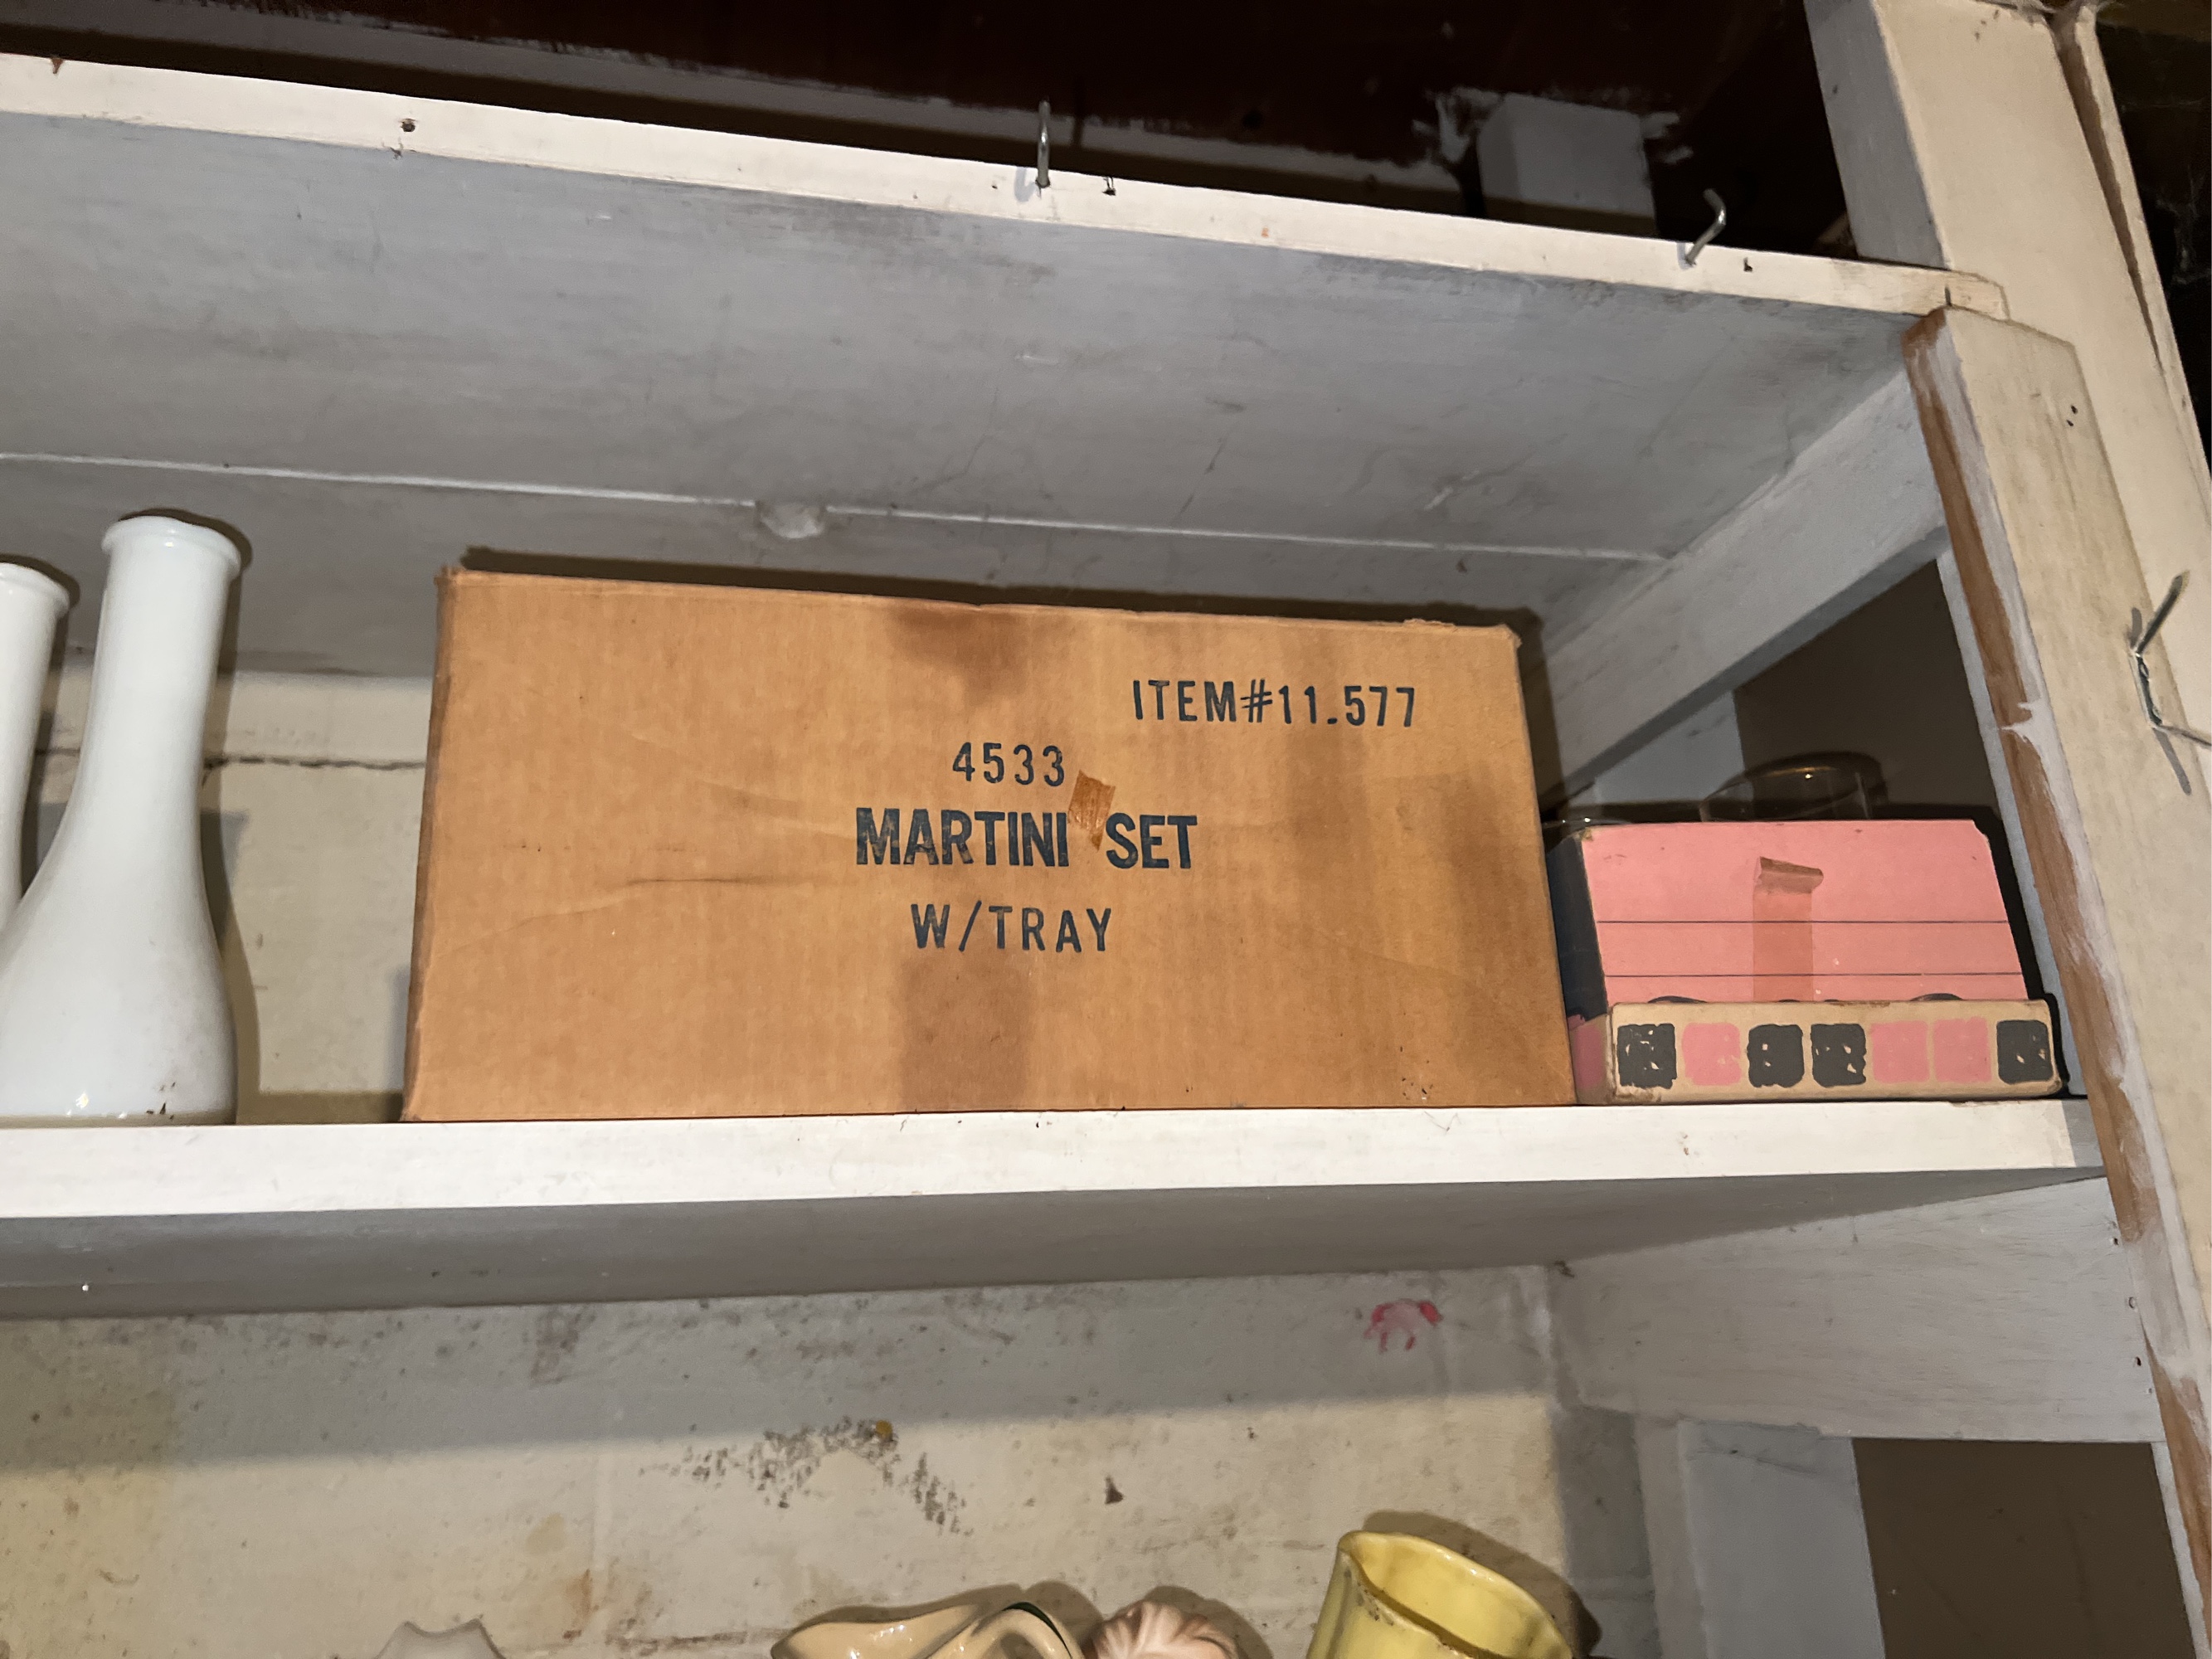 ITEM#11.577
4533
MARTINI SET
W/TRAY